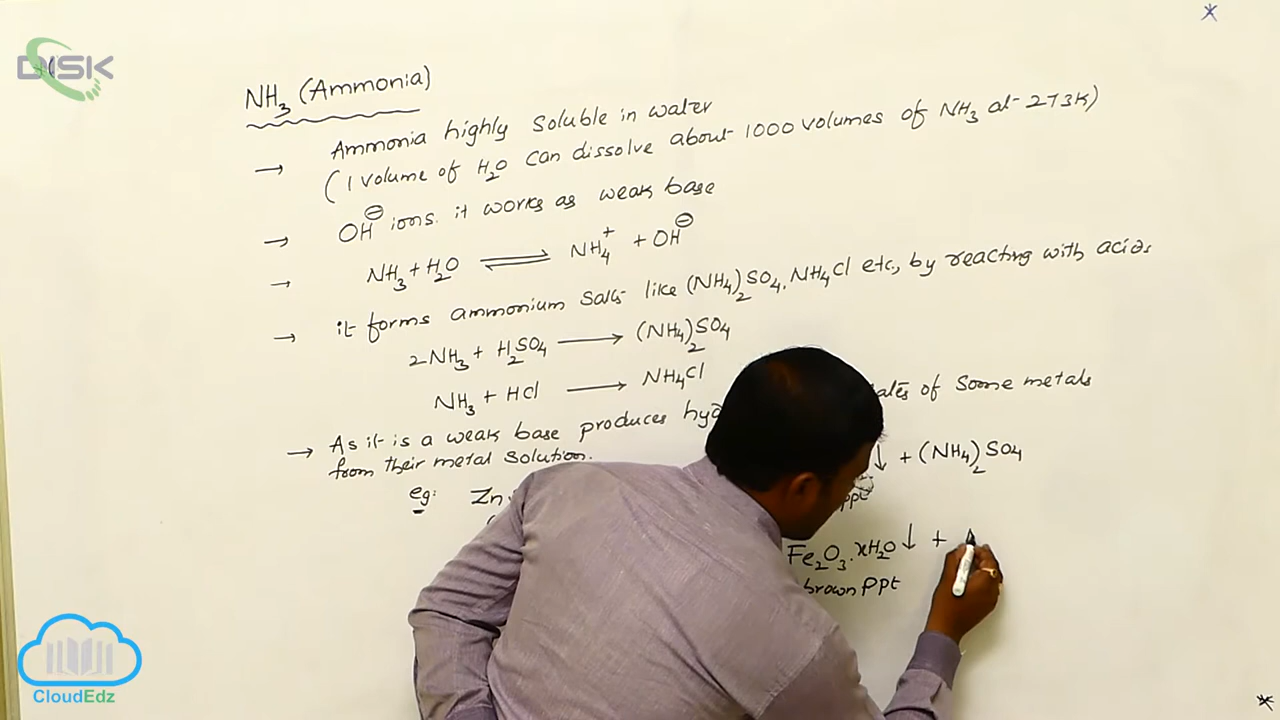 DISK
NH₃ (Ammonia)
→ Ammonia highly soluble in water
(1 volume of H₂O can dissolve about 1000 volumes of NH₃ at 273K)
→ OH⊖ ions. it works as weak base
→ NH₃ + H₂O ⇌ NH₄⁺ + OH⊖
→ it forms ammonium salts like (NH₄)₂SO₄, NH₄Cl etc, by reacting with acids
2NH₃ + H₂SO₄ ⟶ (NH₄)₂SO₄
NH₃ + HCl ⟶ NH₄Cl
→ As it is a weak base produces of some metals
from their metal solution.
eg: Zn ↓ + (NH₄)₂SO₄
ppt
Fe₂O₃.xH₂O ↓ +
brown ppt
CloudEdz